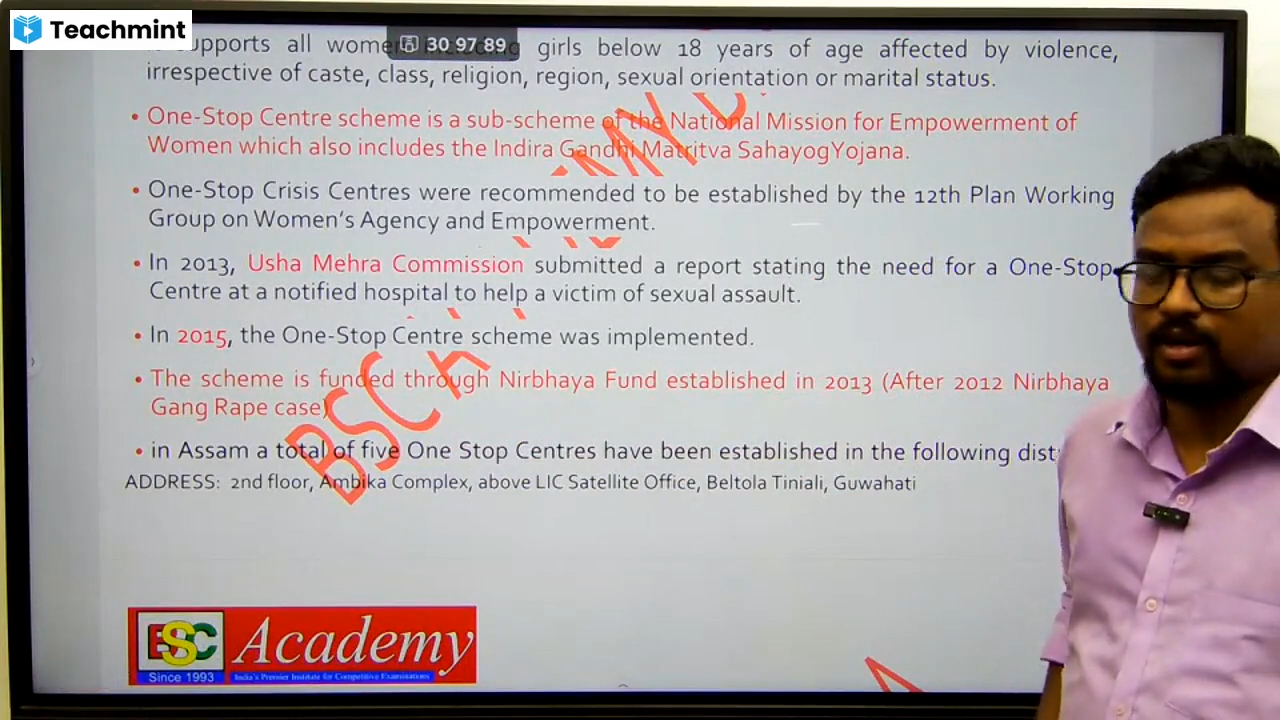 Teachmint
30 97 89
supports all women girls below 18 years of age affected by violence,
irrespective of caste, class, religion, region, sexual orientation or marital status.
• One-Stop Centre scheme is a sub-scheme of the National Mission for Empowerment of
Women which also includes the Indira Gandhi Matritva SahayogYojana.
• One-Stop Crisis Centres were recommended to be established by the 12th Plan Working
Group on Women's Agency and Empowerment.
• In 2013, Usha Mehra Commission submitted a report stating the need for a One-Stop
Centre at a notified hospital to help a victim of sexual assault.
• In 2015, the One-Stop Centre scheme was implemented.
• The scheme is funded through Nirbhaya Fund established in 2013 (After 2012 Nirbhaya
Gang Rape case)
• in Assam a total of five One Stop Centres have been established in the following dist
ADDRESS: 2nd floor, Ambika Complex, above LIC Satellite Office, Beltola Tiniali, Guwahati
BSC A
BSC Academy
Since 1993
India's Premier Institute for Competitive Examinations